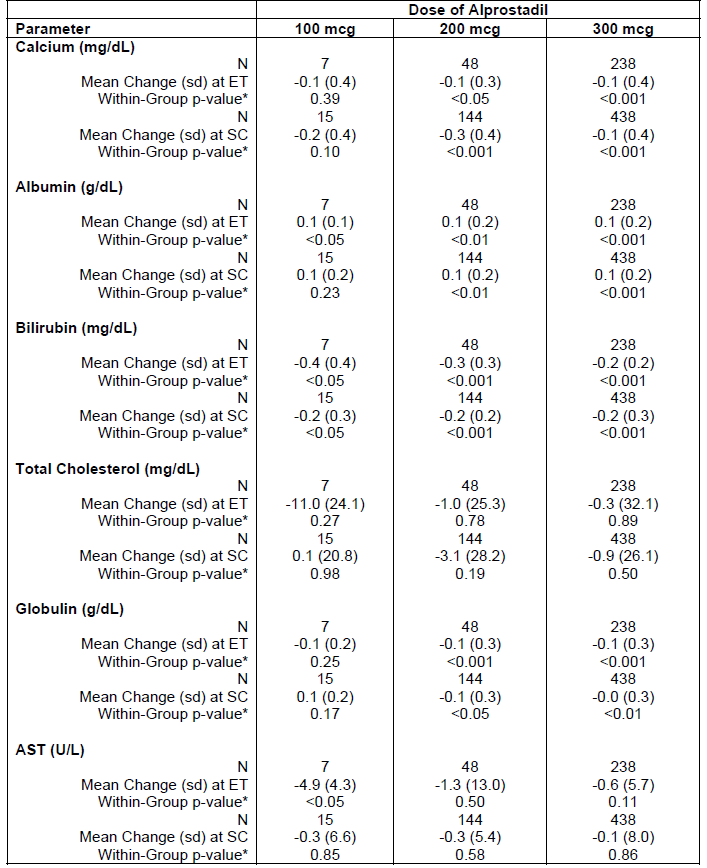 Dose of Alprostadil
Parameter 100 mcg 200 mcg 300 mcg
Calcium (mg/dL)
N 7 48 238
Mean Change (sd) at ET -0.1 (0.4) -0.1 (0.3) -0.1 (0.4)
Within-Group p-value* 0.39 <0.05 <0.001
N 15 144 438
Mean Change (sd) at SC -0.2 (0.4) -0.3 (0.4) -0.1 (0.4)
Within-Group p-value* 0.10 <0.001 <0.001
Albumin (g/dL)
N 7 48 238
Mean Change (sd) at ET 0.1 (0.1) 0.1 (0.2) 0.1 (0.2)
Within-Group p-value* <0.05 <0.01 <0.001
N 15 144 438
Mean Change (sd) at SC 0.1 (0.2) 0.1 (0.2) 0.1 (0.2)
Within-Group p-value* 0.23 <0.01 <0.001
Bilirubin (mg/dL)
N 7 48 238
Mean Change (sd) at ET -0.4 (0.4) -0.3 (0.3) -0.2 (0.2)
Within-Group p-value* <0.05 <0.001 <0.001
N 15 144 438
Mean Change (sd) at SC -0.2 (0.3) -0.2 (0.2) -0.2 (0.3)
Within-Group p-value* <0.05 <0.001 <0.001
Total Cholesterol (mg/dL)
N 7 48 238
Mean Change (sd) at ET -11.0 (24.1) -1.0 (25.3) -0.3 (32.1)
Within-Group p-value* 0.27 0.78 0.89
N 15 144 438
Mean Change (sd) at SC 0.1 (20.8) -3.1 (28.2) -0.9 (26.1)
Within-Group p-value* 0.98 0.19 0.50
Globulin (g/dL)
N 7 48 238
Mean Change (sd) at ET -0.1 (0.2) -0.1 (0.3) -0.1 (0.3)
Within-Group p-value* 0.25 <0.001 <0.001
N 15 144 438
Mean Change (sd) at SC 0.1 (0.2) -0.1 (0.3) -0.0 (0.3)
Within-Group p-value* 0.17 <0.05 <0.01
AST (U/L)
N 7 48 238
Mean Change (sd) at ET -4.9 (4.3) -1.3 (13.0) -0.6 (5.7)
Within-Group p-value* <0.05 0.50 0.11
N 15 144 438
Mean Change (sd) at SC -0.3 (6.6) -0.3 (5.4) -0.1 (8.0)
Within-Group p-value* 0.85 0.58 0.86